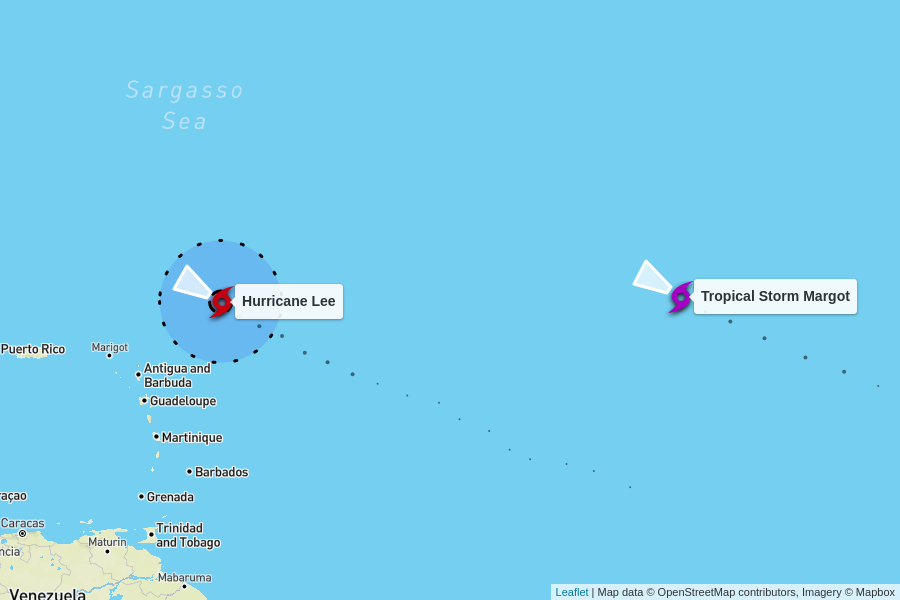 Sargasso
Sea
Hurricane Lee
Tropical Storm Margot
Puerto Rico
Marigot
Antigua and
Barbuda
Guadeloupe
Martinique
Barbados
raçao
Grenada
Caracas
Trinidad
and Tobago
Maturin
ncia
Mabaruma
Venezuela
Leaflet | Map data © OpenStreetMap contributors, Imagery © Mapbox